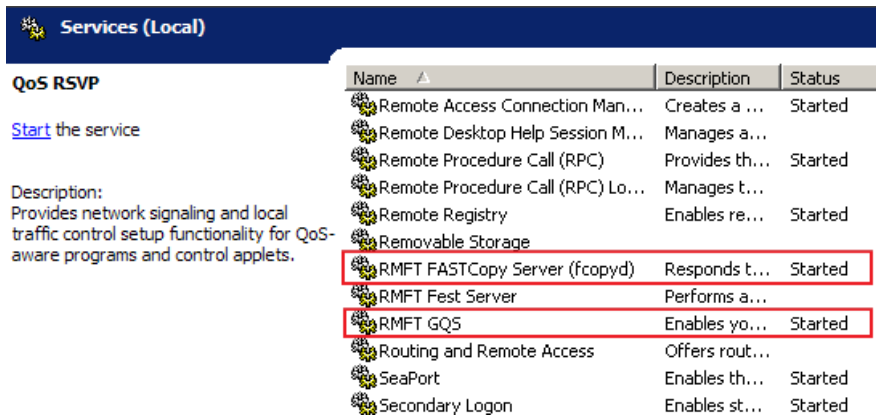 Services (Local)
QoS RSVP
Start the service
Description:
Provides network signaling and local
traffic control setup functionality for QoS-
aware programs and control applets.
Name Description Status
Remote Access Connection Man... Creates a ... Started
Remote Desktop Help Session M... Manages a...
Remote Procedure Call (RPC) Provides th... Started
Remote Procedure Call (RPC) Lo... Manages t...
Remote Registry Enables re... Started
Removable Storage
RMFT FASTCopy Server (fcopyd) Responds t... Started
RMFT Fest Server Performs a...
RMFT GQS Enables yo... Started
Routing and Remote Access Offers rout...
SeaPort Enables th... Started
Secondary Logon Enables st... Started